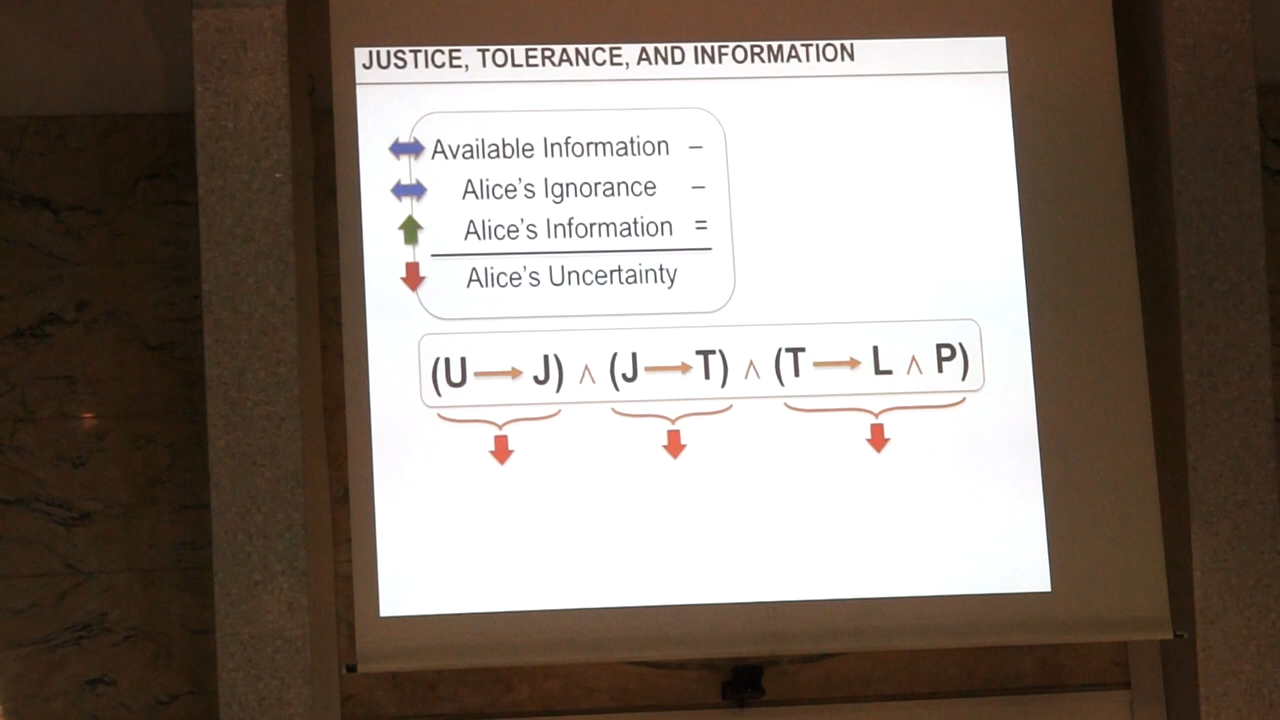 JUSTICE, TOLERANCE, AND INFORMATION
Available Information –
Alice's Ignorance –
Alice's Information =
Alice's Uncertainty
(U → J) ∧ (J → T) ∧ (T → L ∧ P)